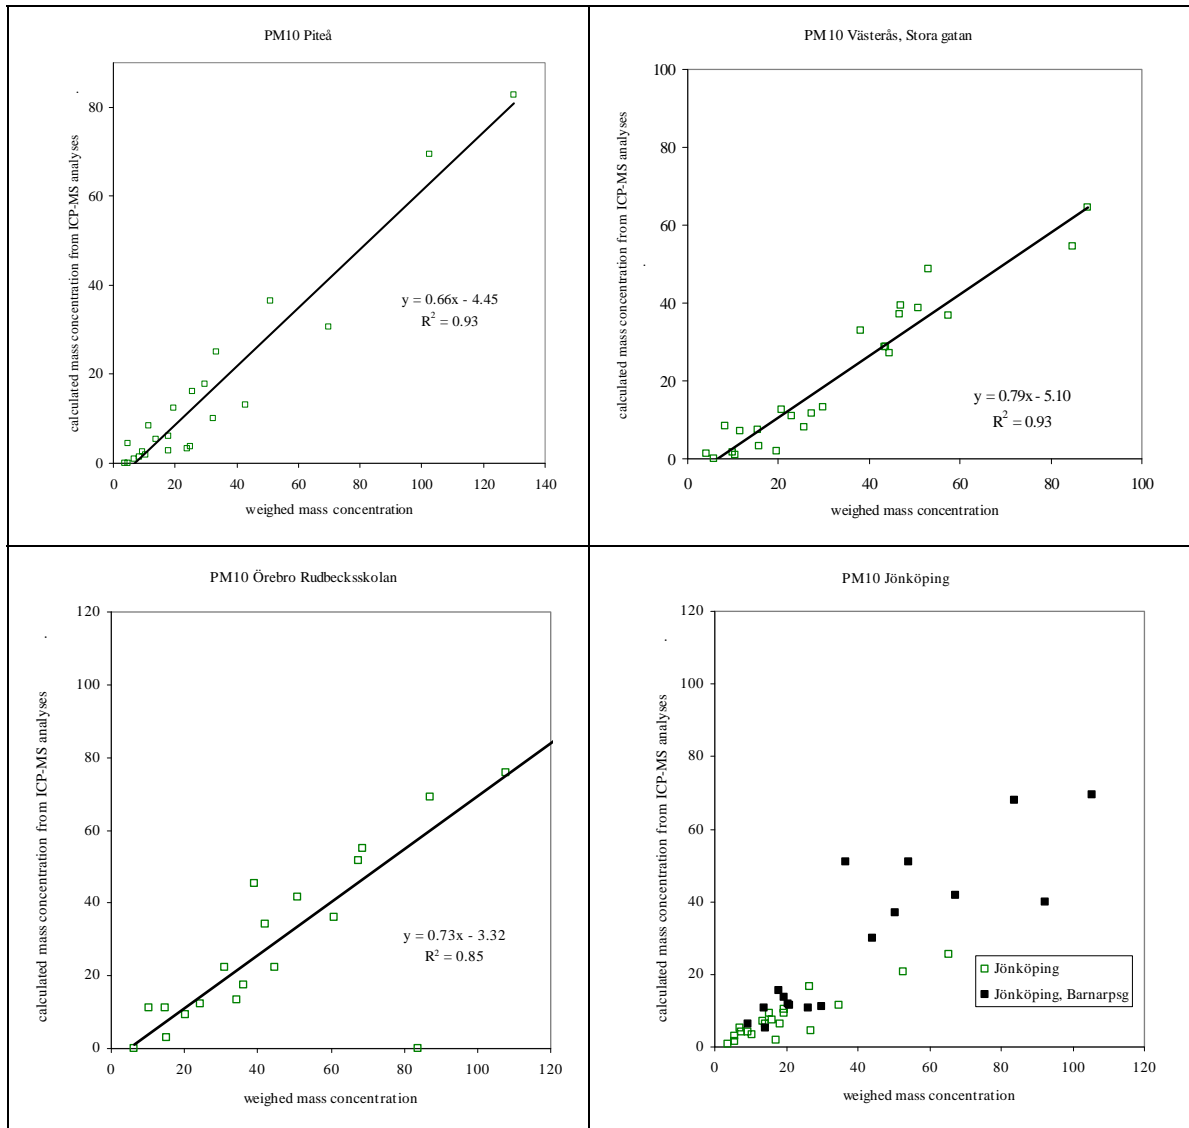 PM10 Piteå
calculated mass concentration from ICP-MS analyses
80
60
40
20
0
y = 0.66x - 4.45
R² = 0.93
0 20 40 60 80 100 120 140
weighed mass concentration
PM10 Västerås, Stora gatan
calculated mass concentration from ICP-MS analyses
100
80
60
40
20
0
y = 0.79x - 5.10
R² = 0.93
0 20 40 60 80 100
weighed mass concentration
PM10 Örebro Rudbecksskolan
calculated mass concentration from ICP-MS analyses
120
100
80
60
40
20
0
y = 0.73x - 3.32
R² = 0.85
0 20 40 60 80 100 120
weighed mass concentration
PM10 Jönköping
calculated mass concentration from ICP-MS analyses
120
100
80
60
40
20
0
Jönköping
Jönköping, Barnarpsg
0 20 40 60 80 100 120
weighed mass concentration